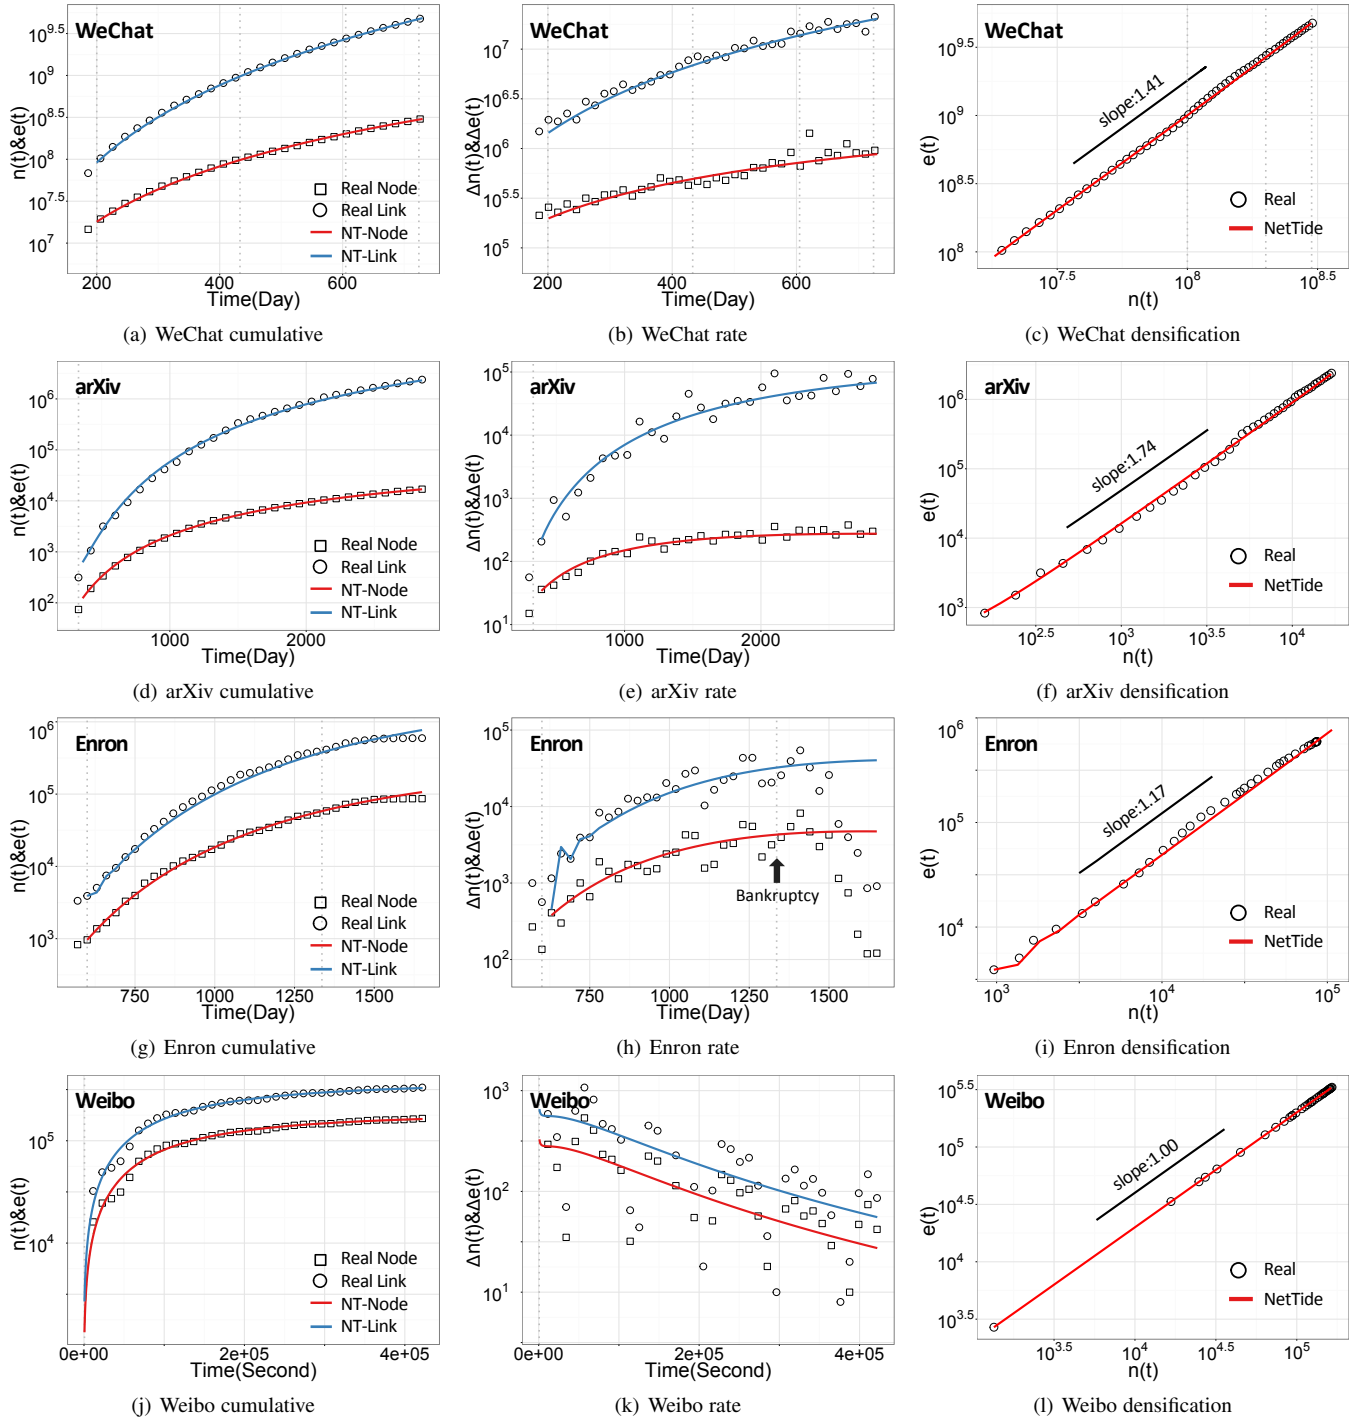 WeChat
n(t)&e(t)
10^9.5
10^9
10^8.5
10^8
10^7.5
10^7
Real Node
Real Link
NT-Node
NT-Link
200 400 600
Time(Day)
(a) WeChat cumulative
WeChat
Δn(t)&Δe(t)
10^7
10^6
10^5.5
10^5
200 400 600
Time(Day)
(b) WeChat rate
WeChat
e(t)
10^9.5
10^9
10^8.5
10^8
slope:1.41
Real
NetTide
10^7.5 10^8 10^8.5
n(t)
(c) WeChat densification
arXiv
n(t)&e(t)
10^6
10^5
10^4
10^3
10^2
Real Node
Real Link
NT-Node
NT-Link
1000 2000
Time(Day)
(d) arXiv cumulative
arXiv
Δn(t)&Δe(t)
10^5
10^4
10^3
10^2
10^1
1000 2000
Time(Day)
(e) arXiv rate
arXiv
e(t)
10^6
10^5
10^4
10^3
slope:1.74
Real
NetTide
10^2.5 10^3 10^3.5 10^4
n(t)
(f) arXiv densification
Enron
n(t)&e(t)
10^6
10^5
10^4
10^3
Real Node
Real Link
NT-Node
NT-Link
750 1000 1250 1500
Time(Day)
(g) Enron cumulative
Enron
Δn(t)&Δe(t)
10^5
10^4
10^3
10^2
Bankruptcy
750 1000 1250 1500
Time(Day)
(h) Enron rate
Enron
e(t)
10^6
10^5
10^4
slope:1.17
Real
NetTide
10^3 10^4 10^5
n(t)
(i) Enron densification
Weibo
n(t)&e(t)
10^5
10^4
Real Node
Real Link
NT-Node
NT-Link
0e+00 2e+05 4e+05
Time(Second)
(j) Weibo cumulative
Weibo
Δn(t)&Δe(t)
10^3
10^2
10^1
0e+00 2e+05 4e+05
Time(Second)
(k) Weibo rate
Weibo
e(t)
10^5.5
10^5
10^4.5
10^4
10^3.5
slope:1.00
Real
NetTide
10^3.5 10^4 10^4.5 10^5
n(t)
(l) Weibo densification